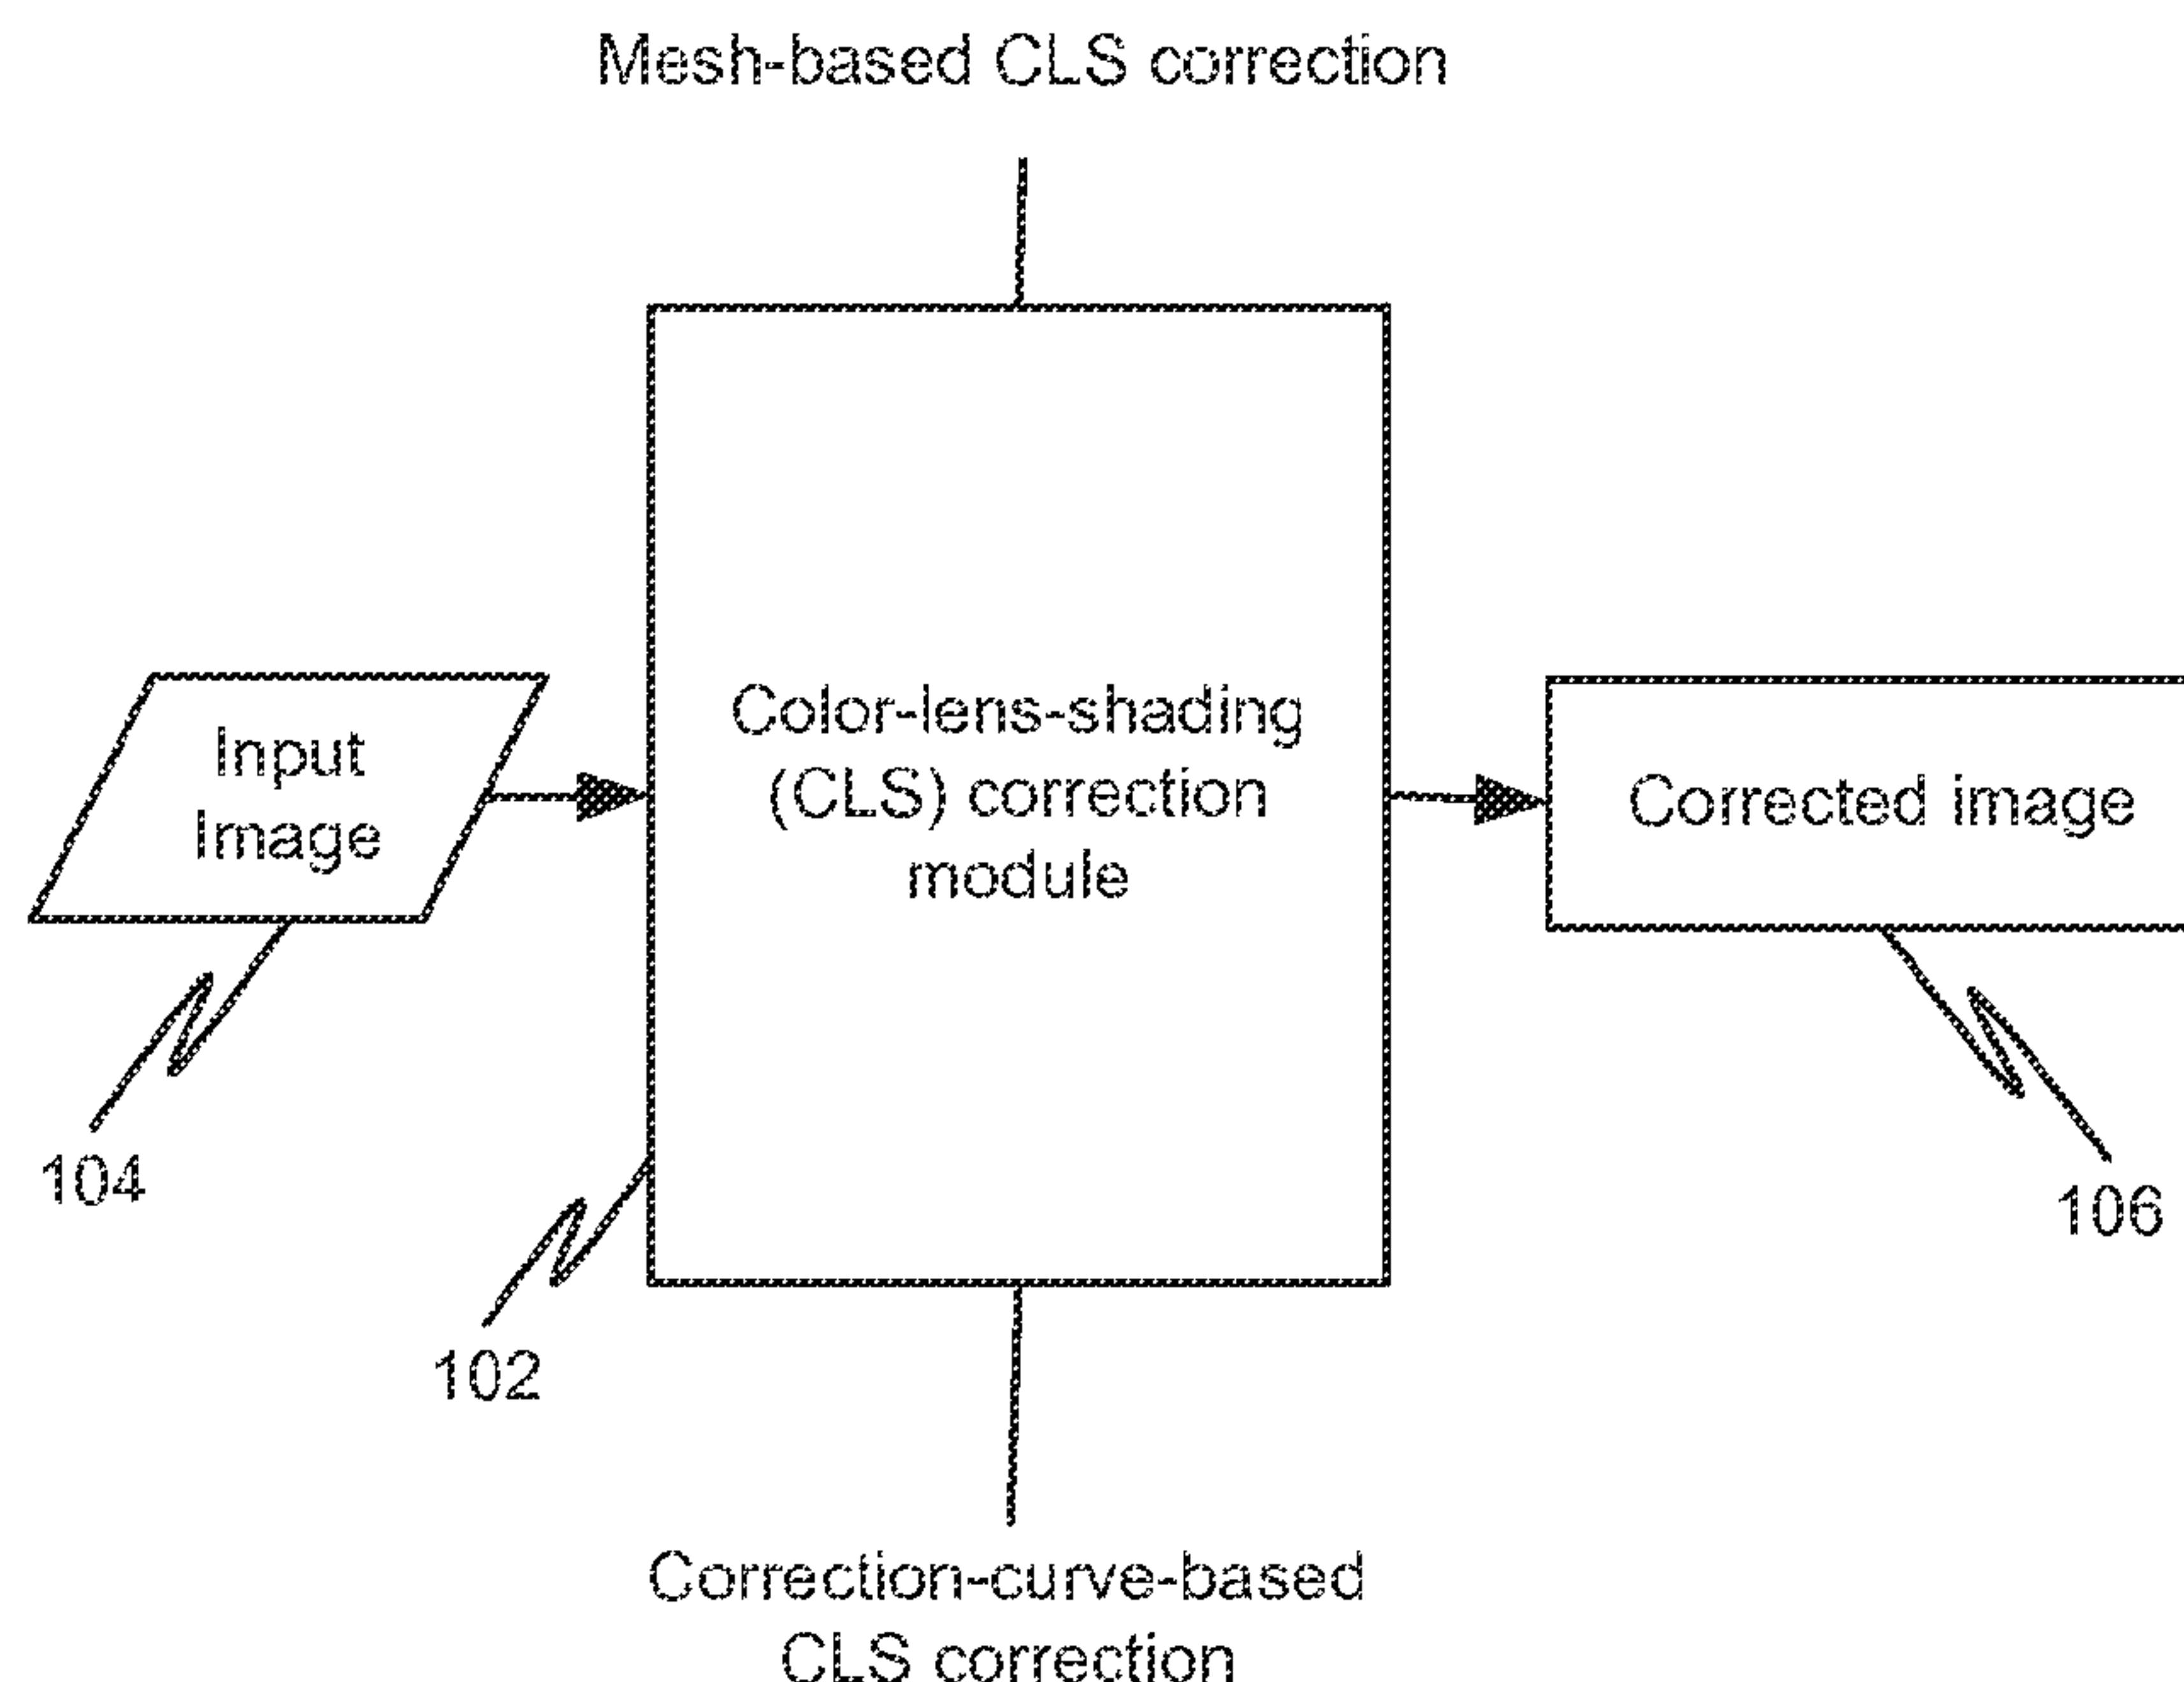 Mesh-based CLS correction
Input
Image
Color-lens-shading
(CLS) correction
module
Corrected image
104
102
106
Correction-curve-based
CLS correction